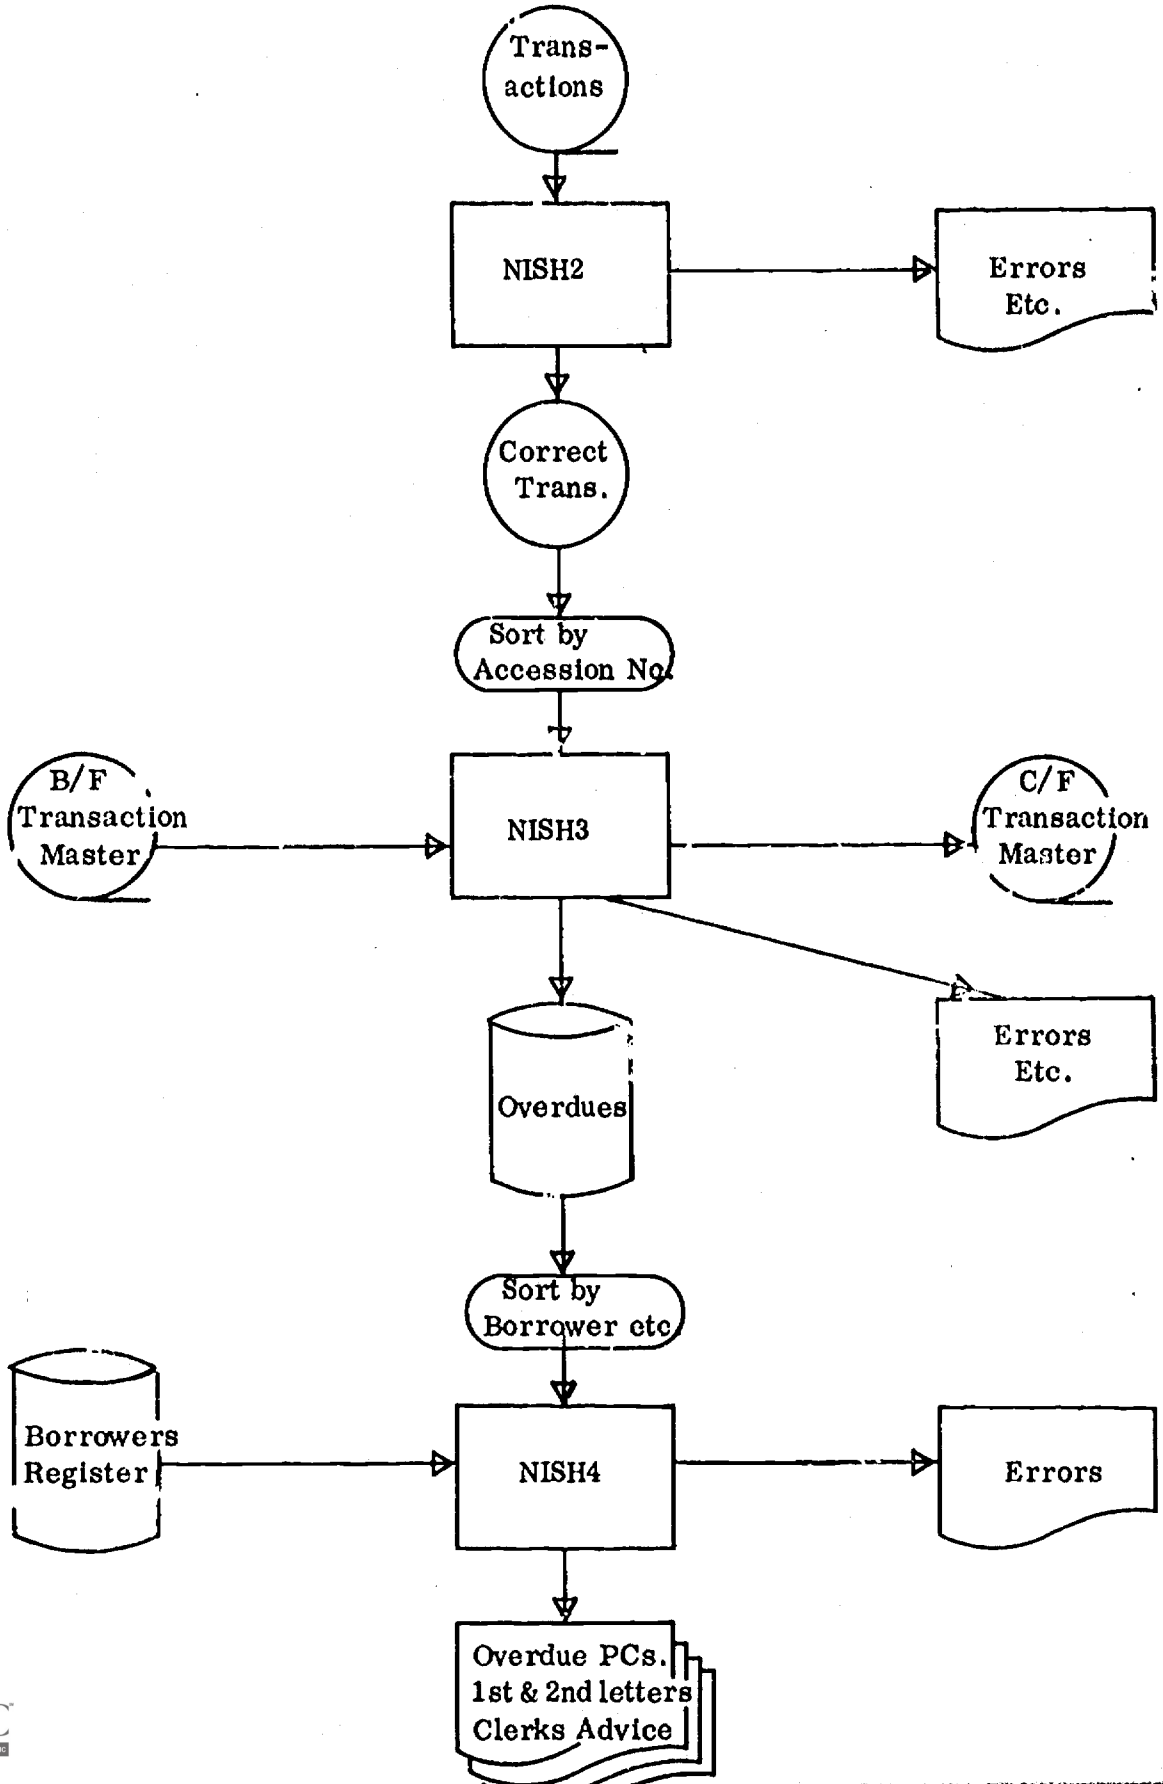 Trans-
actions
NISH2
Errors
Etc.
Correct
Trans.
Sort by
Accession No.
B/F
Transaction
Master
NISH3
C/F
Transaction
Master
Errors
Etc.
Overdues
Sort by
Borrower etc.
Borrowers
Register
NISH4
Errors
Overdue PCs.
1st & 2nd letters
Clerks Advice